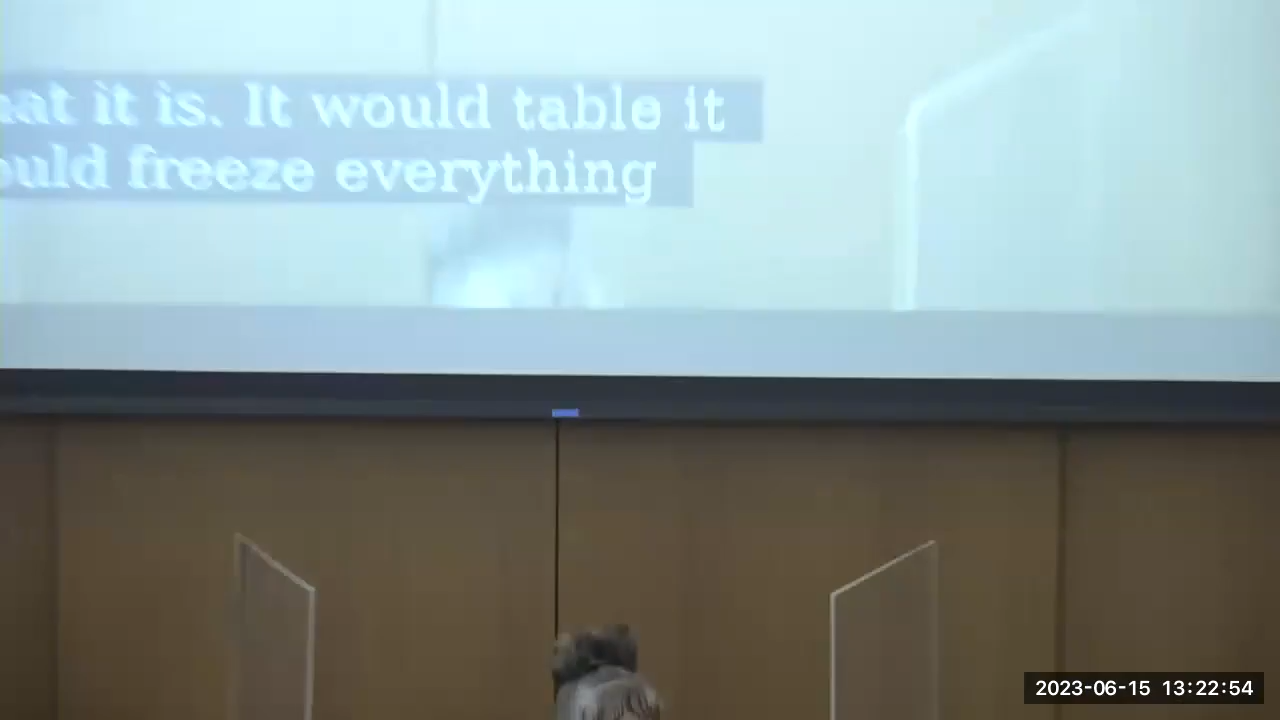 at it is. It would table it
ould freeze everything
2023-06-15 13:22:54